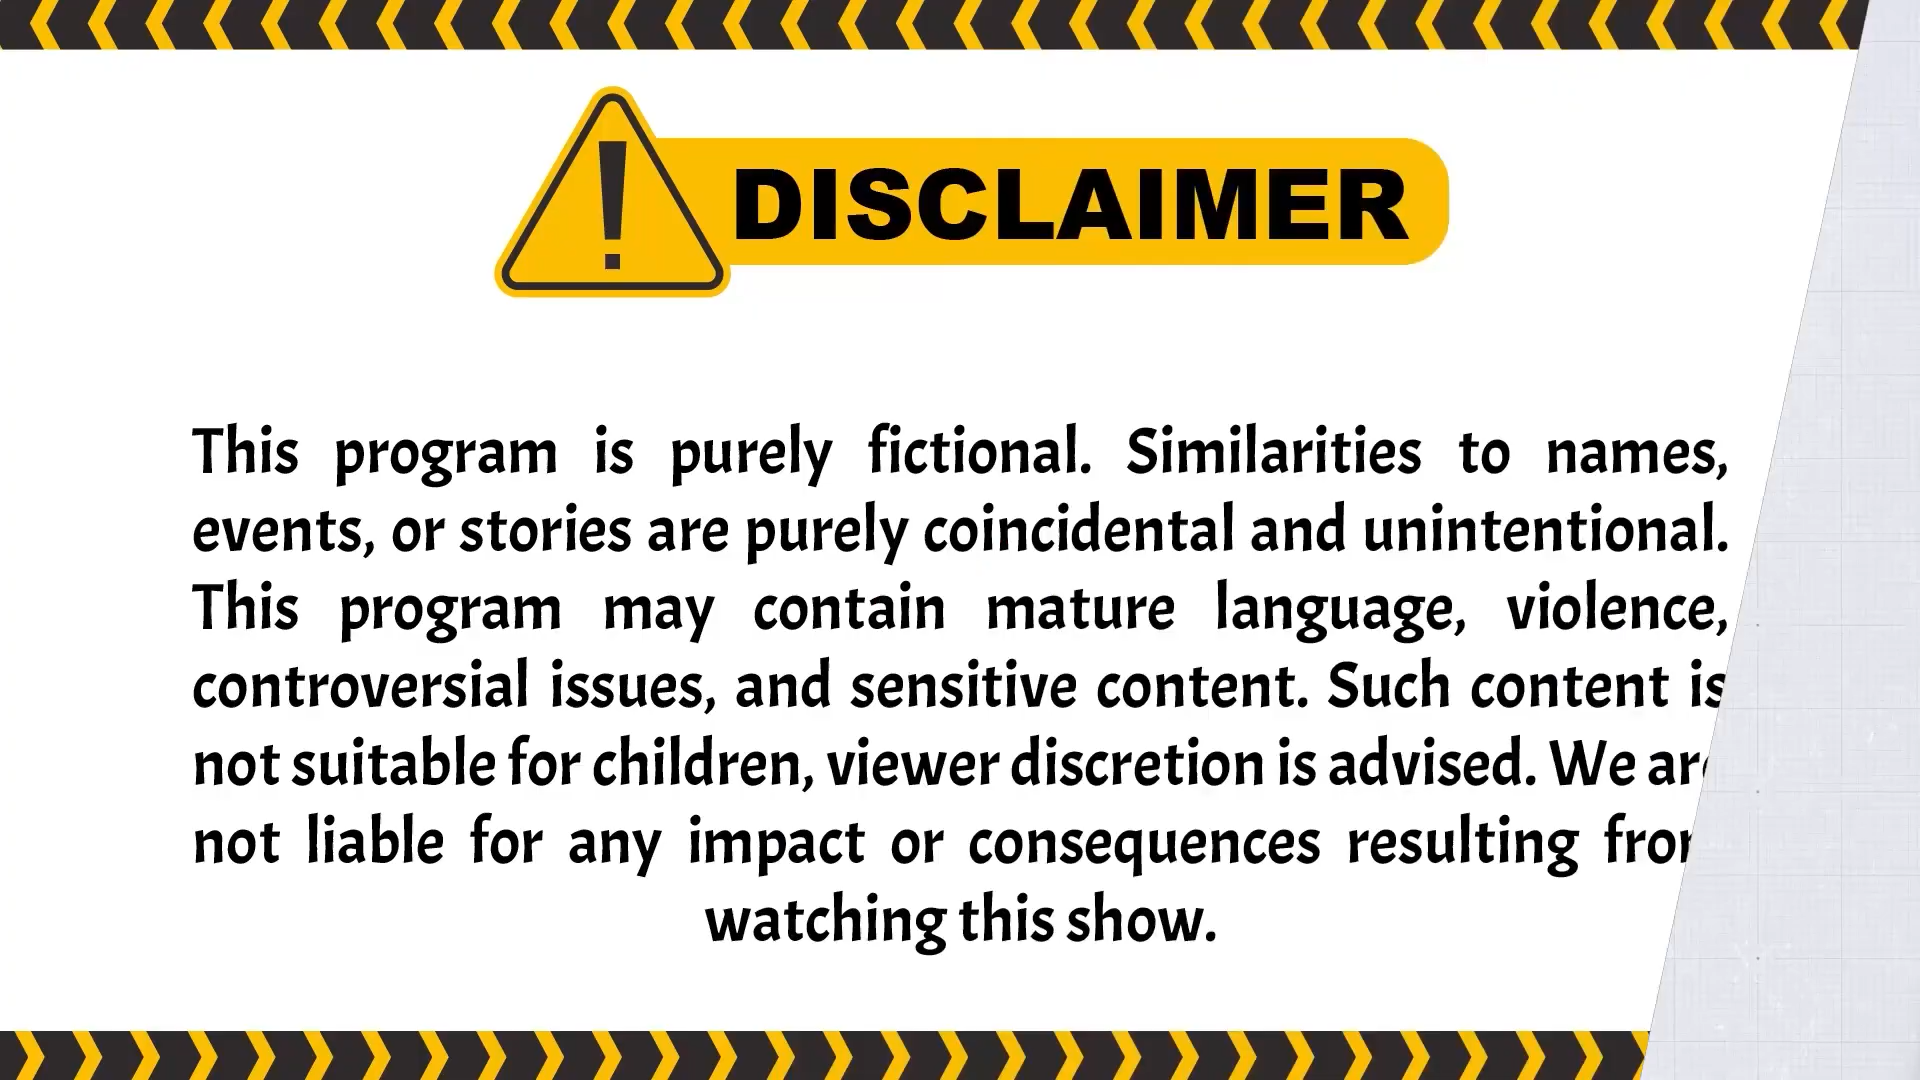 DISCLAIMER
This program is purely fictional. Similarities to names,
events, or stories are purely coincidental and unintentional.
This program may contain mature language, violence,
controversial issues, and sensitive content. Such content is
not suitable for children, viewer discretion is advised. We are
not liable for any impact or consequences resulting from
watching this show.